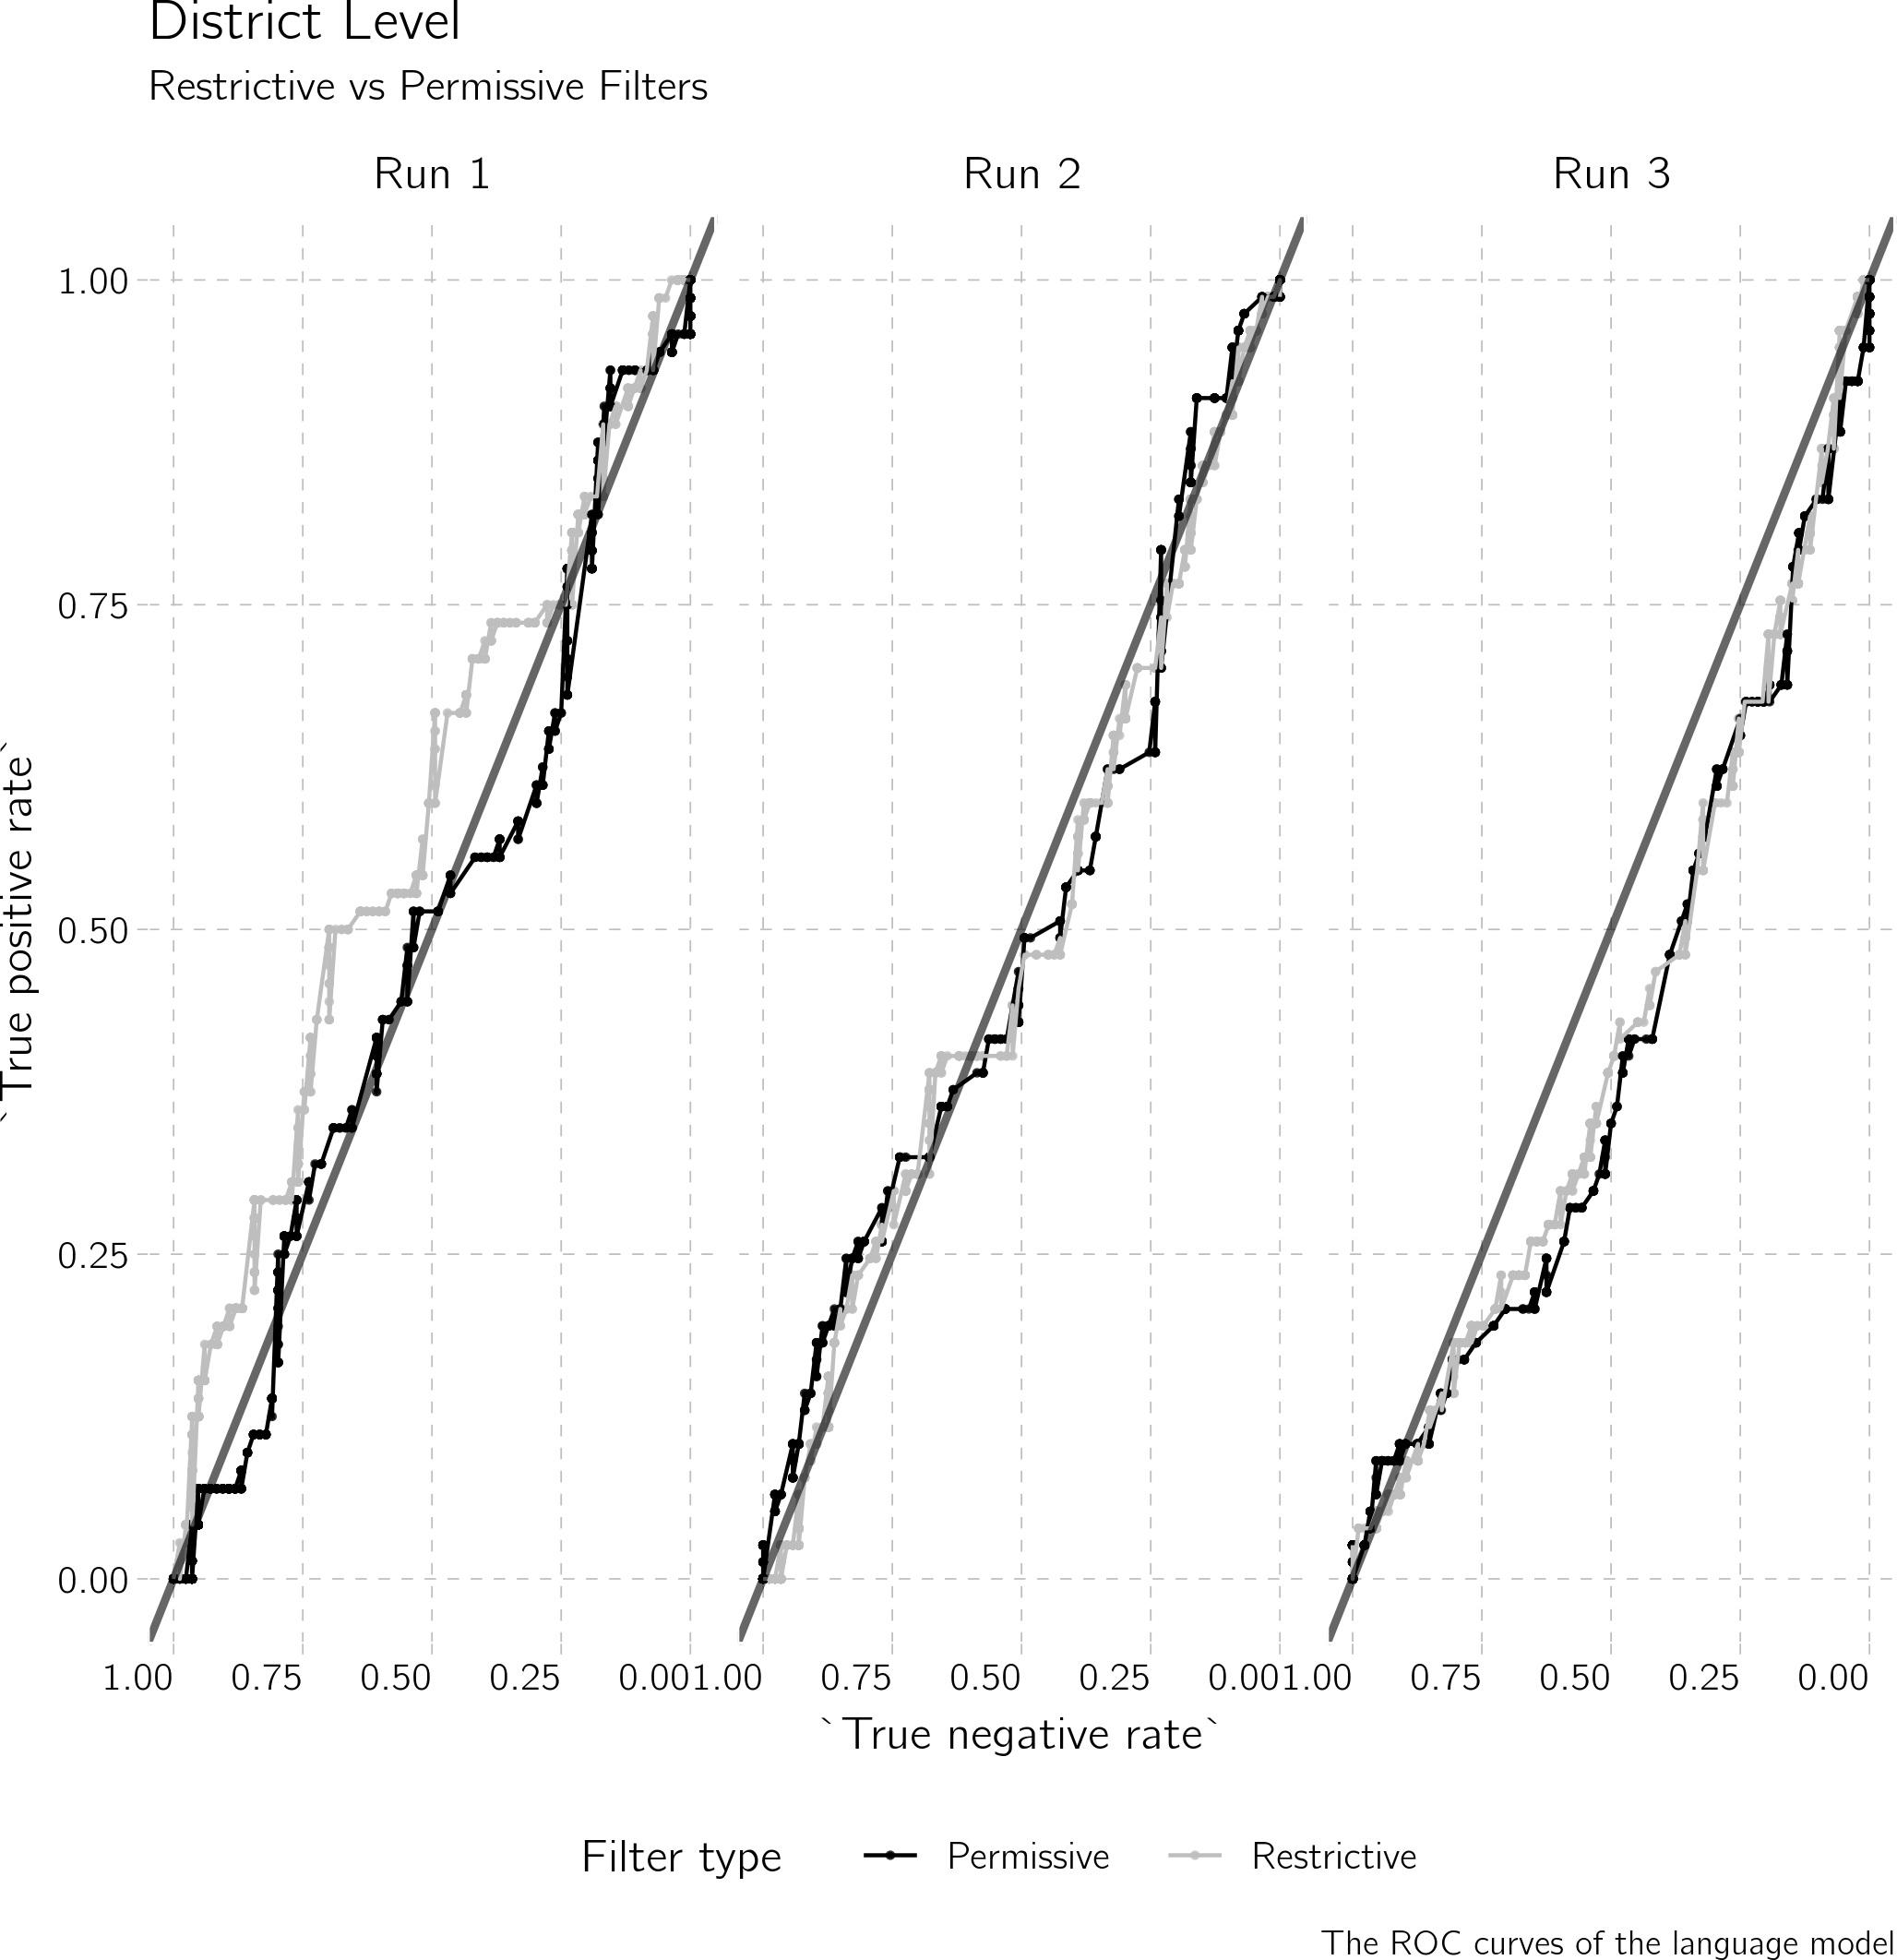 District Level
Restrictive vs Permissive Filters
Run 1 Run 2 Run 3
1.00
0.75
0.50
0.25
0.00
`True positive rate`
1.00 0.75 0.50 0.25 0.001.00 0.75 0.50 0.25 0.001.00 0.75 0.50 0.25 0.00
`True negative rate`
Filter type Permissive Restrictive
The ROC curves of the language model